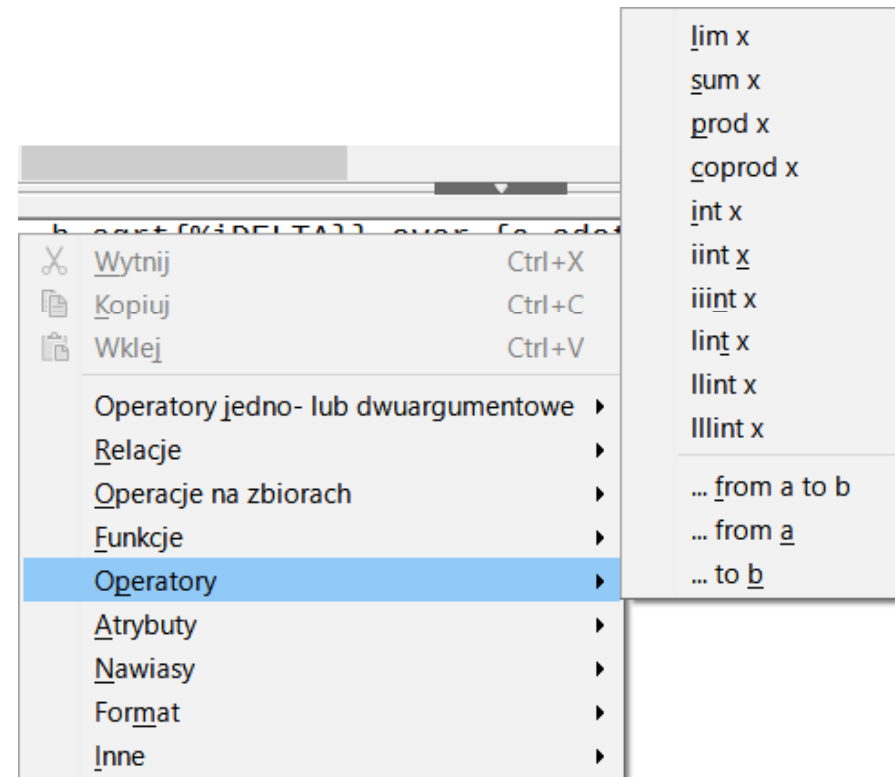 lim x
sum x
prod x
coprod x
int x
iint x
iiint x
lint x
llint x
lllint x
... from a to b
... from a
... to b
Wytnij Ctrl+X
Kopiuj Ctrl+C
Wklej Ctrl+V
Operatory jedno- lub dwuargumentowe
Relacje
Operacje na zbiorach
Funkcje
Operatory
Atrybuty
Nawiasy
Format
Inne